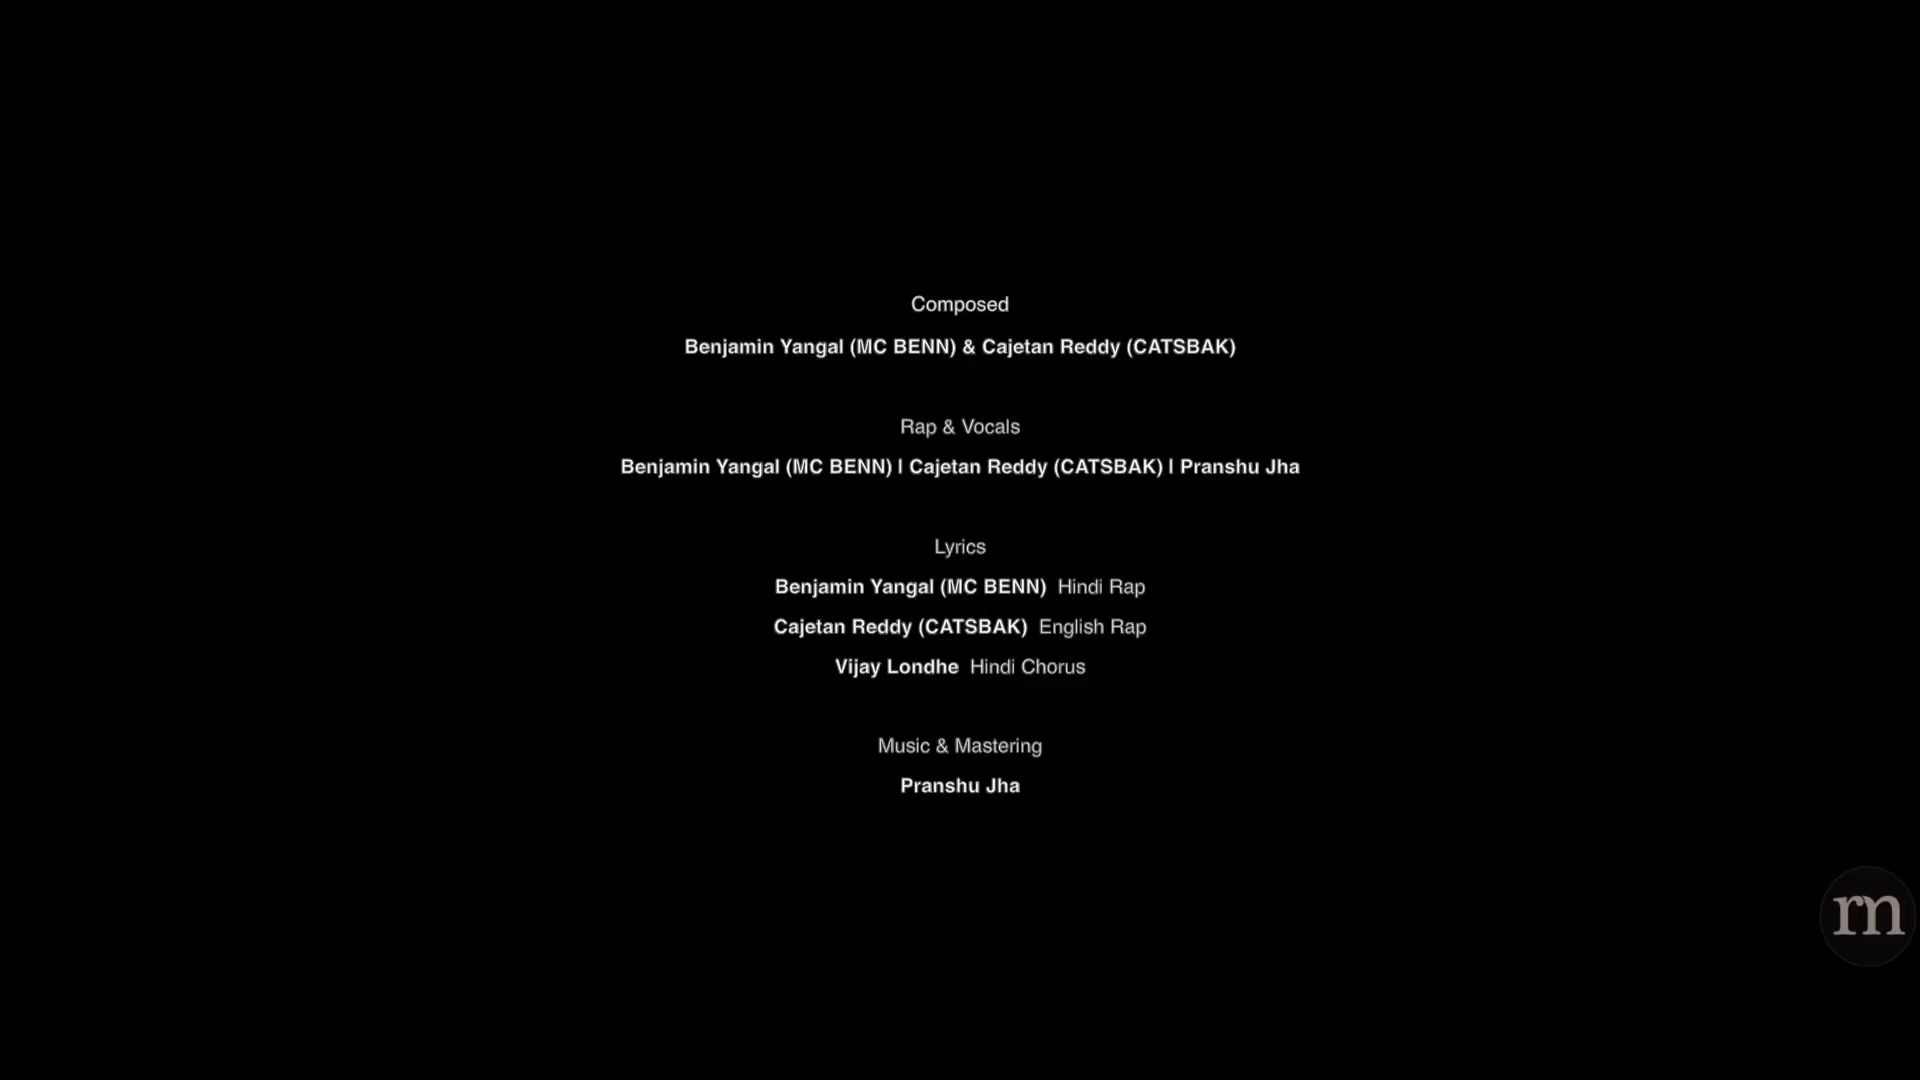 Composed
Benjamin Yangal (MC BENN) & Cajetan Reddy (CATSBAK)
Rap & Vocals
Benjamin Yangal (MC BENN) | Cajetan Reddy (CATSBAK) | Pranshu Jha
Lyrics
Benjamin Yangal (MC BENN) Hindi Rap
Cajetan Reddy (CATSBAK) English Rap
Vijay Londhe Hindi Chorus
Music & Mastering
Pranshu Jha
rm